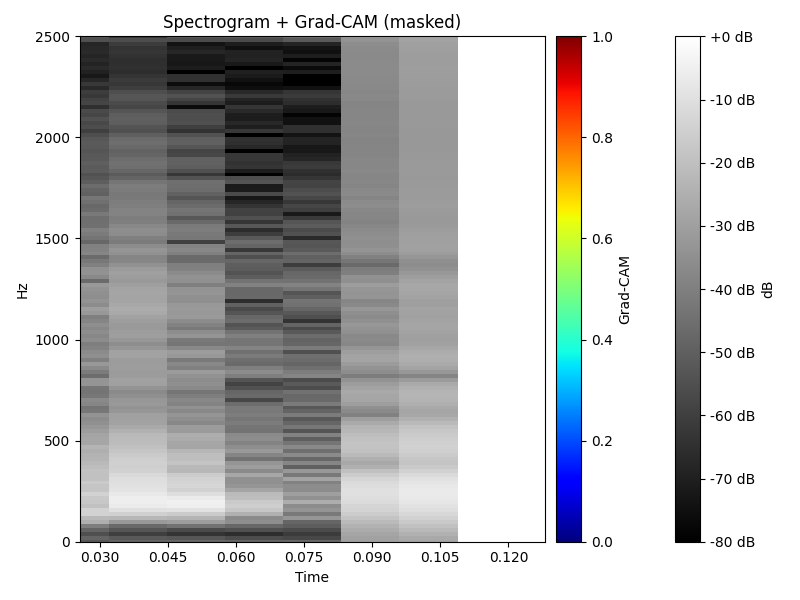 Spectrogram + Grad-CAM (masked)
2500
2000
1500
1000
500
0
Hz
0.030
0.045
0.060
0.075
0.090
0.105
0.120
Time
1.0
0.8
0.6
0.4
0.2
0.0
Grad-CAM
+0 dB
-10 dB
-20 dB
-30 dB
-40 dB
-50 dB
-60 dB
-70 dB
-80 dB
dB